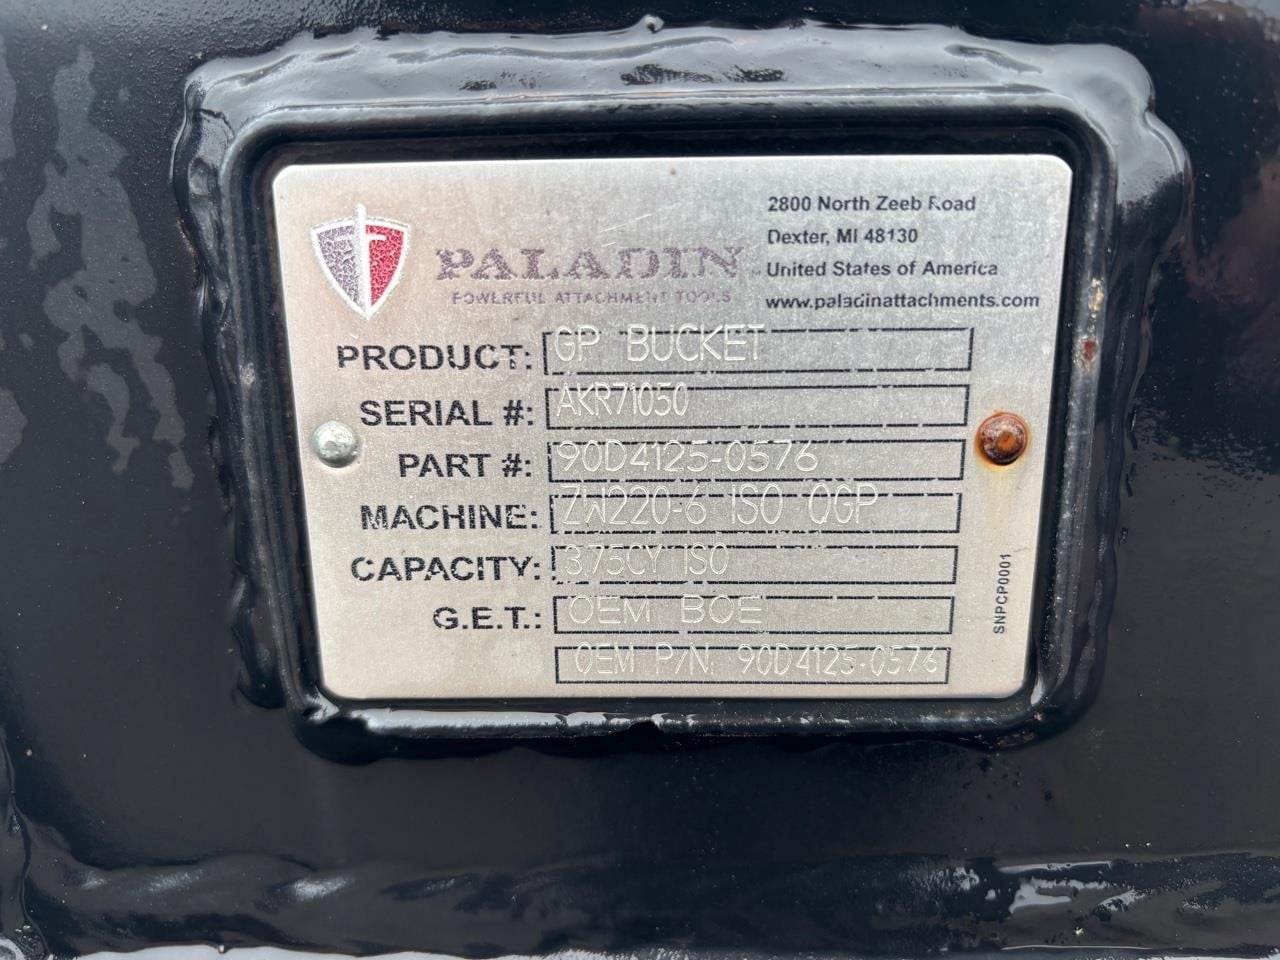 2800 North Zeeb Road
Dexter, MI 48130
United States of America
www.paladinattachments.com
PALADIN
POWERFUL ATTACHMENT TOOLS
PRODUCT: GP BUCKET
SERIAL #: AKR71050
PART #: 90D4125-0576
MACHINE: ZW220-6 ISO QGP
CAPACITY: 3.75CY ISO
G.E.T.: OEM BOE
OEM P/N: 90D4125-0576
SNPCP0001